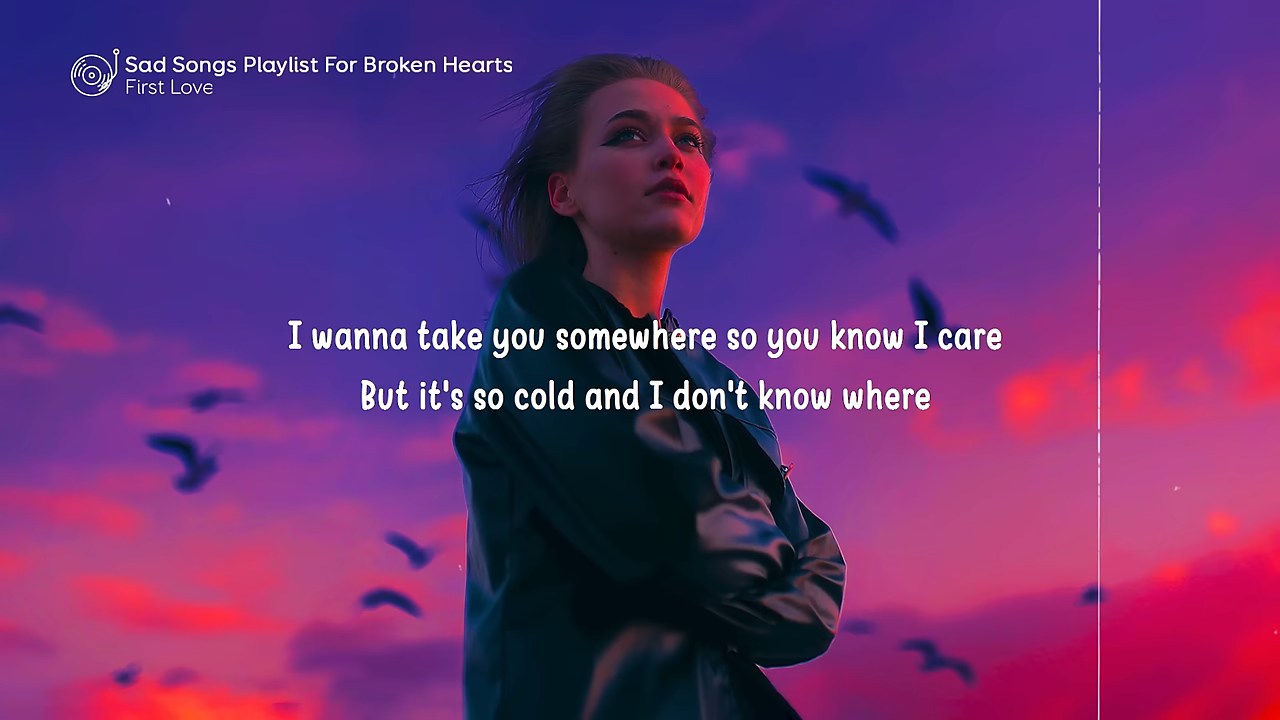 Sad Songs Playlist For Broken Hearts
First Love
I wanna take you somewhere so you know I care
But it's so cold and I don't know where